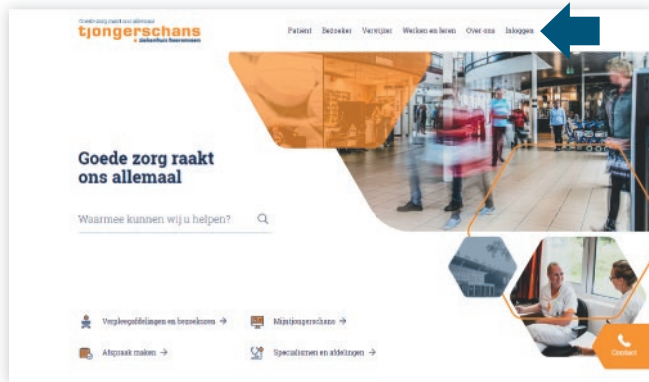 Goede zorg raakt ons allemaal
tjongerschans
ziekenhuis heerenveen
Patiënt Bezoeker Verwijzer Werken en leren Over ons Inloggen
Goede zorg raakt
ons allemaal
Waarmee kunnen wij u helpen?
Verpleegafdelingen en bezoekuren →
Mijntjongerschans →
Afspraak maken →
Specialismen en afdelingen →
Contact